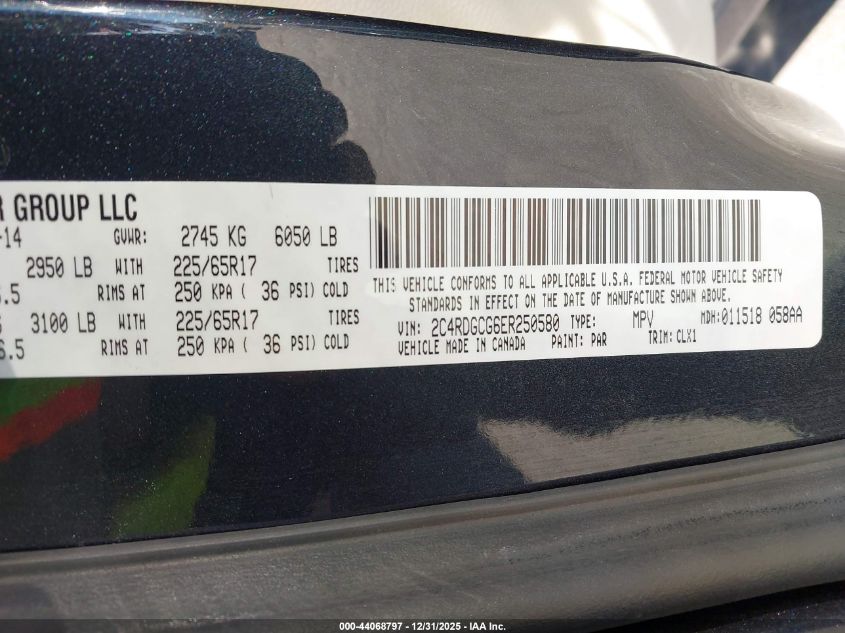 GROUP LLC
-14 GVWR: 2745 KG 6050 LB
2950 LB WITH 225/65R17 TIRES
6.5 RIMS AT 250 KPA ( 36 PSI) COLD
3100 LB WITH 225/65R17 TIRES
6.5 RIMS AT 250 KPA ( 36 PSI) COLD
THIS VEHICLE CONFORMS TO ALL APPLICABLE U.S.A. FEDERAL MOTOR VEHICLE SAFETY
STANDARDS IN EFFECT ON THE DATE OF MANUFACTURE SHOWN ABOVE.
VIN: 2C4RDGCG6ER250580 TYPE: MPV MDH: 011518 058AA
VEHICLE MADE IN CANADA PAINT: PAR TRIM: CLX1
000-44068797 - 12/31/2025 - IAA Inc.